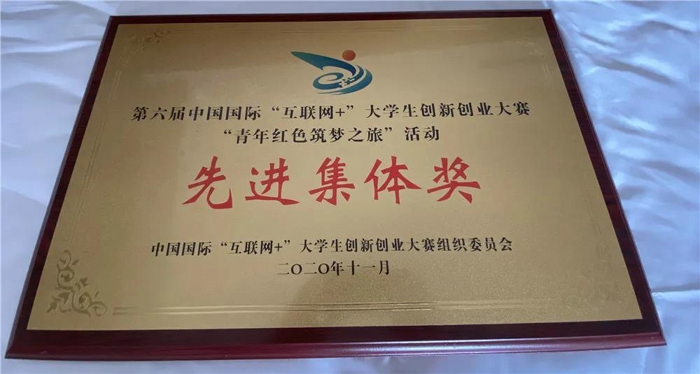 第六届中国国际“互联网+”大学生创新创业大赛
“青年红色筑梦之旅”活动
先进集体奖
中国国际“互联网+”大学生创新创业大赛组织委员会
二〇二〇年十一月